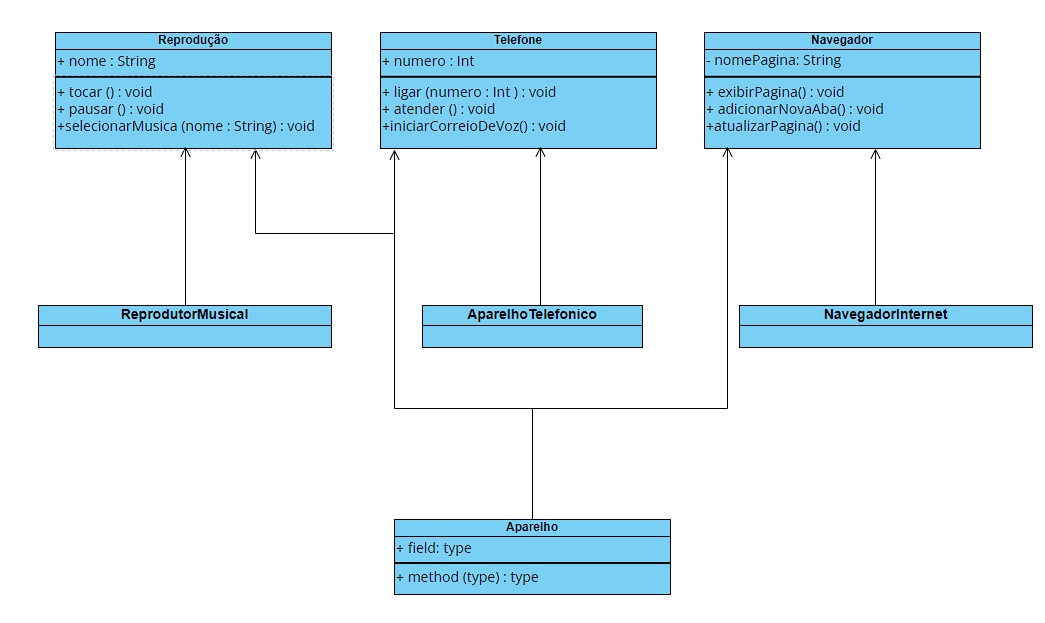 Reprodução
+ nome : String
+ tocar () : void
+ pausar () : void
+selecionarMusica (nome : String) : void
Telefone
+ numero : Int
+ ligar (numero : Int ) : void
+ atender () : void
+iniciarCorreioDeVoz() : void
Navegador
- nomePagina: String
+ exibirPagina() : void
+ adicionarNovaAba() : void
+atualizarPagina() : void
ReprodutorMusical
AparelhoTelefonico
NavegadorInternet
Aparelho
+ field: type
+ method (type) : type